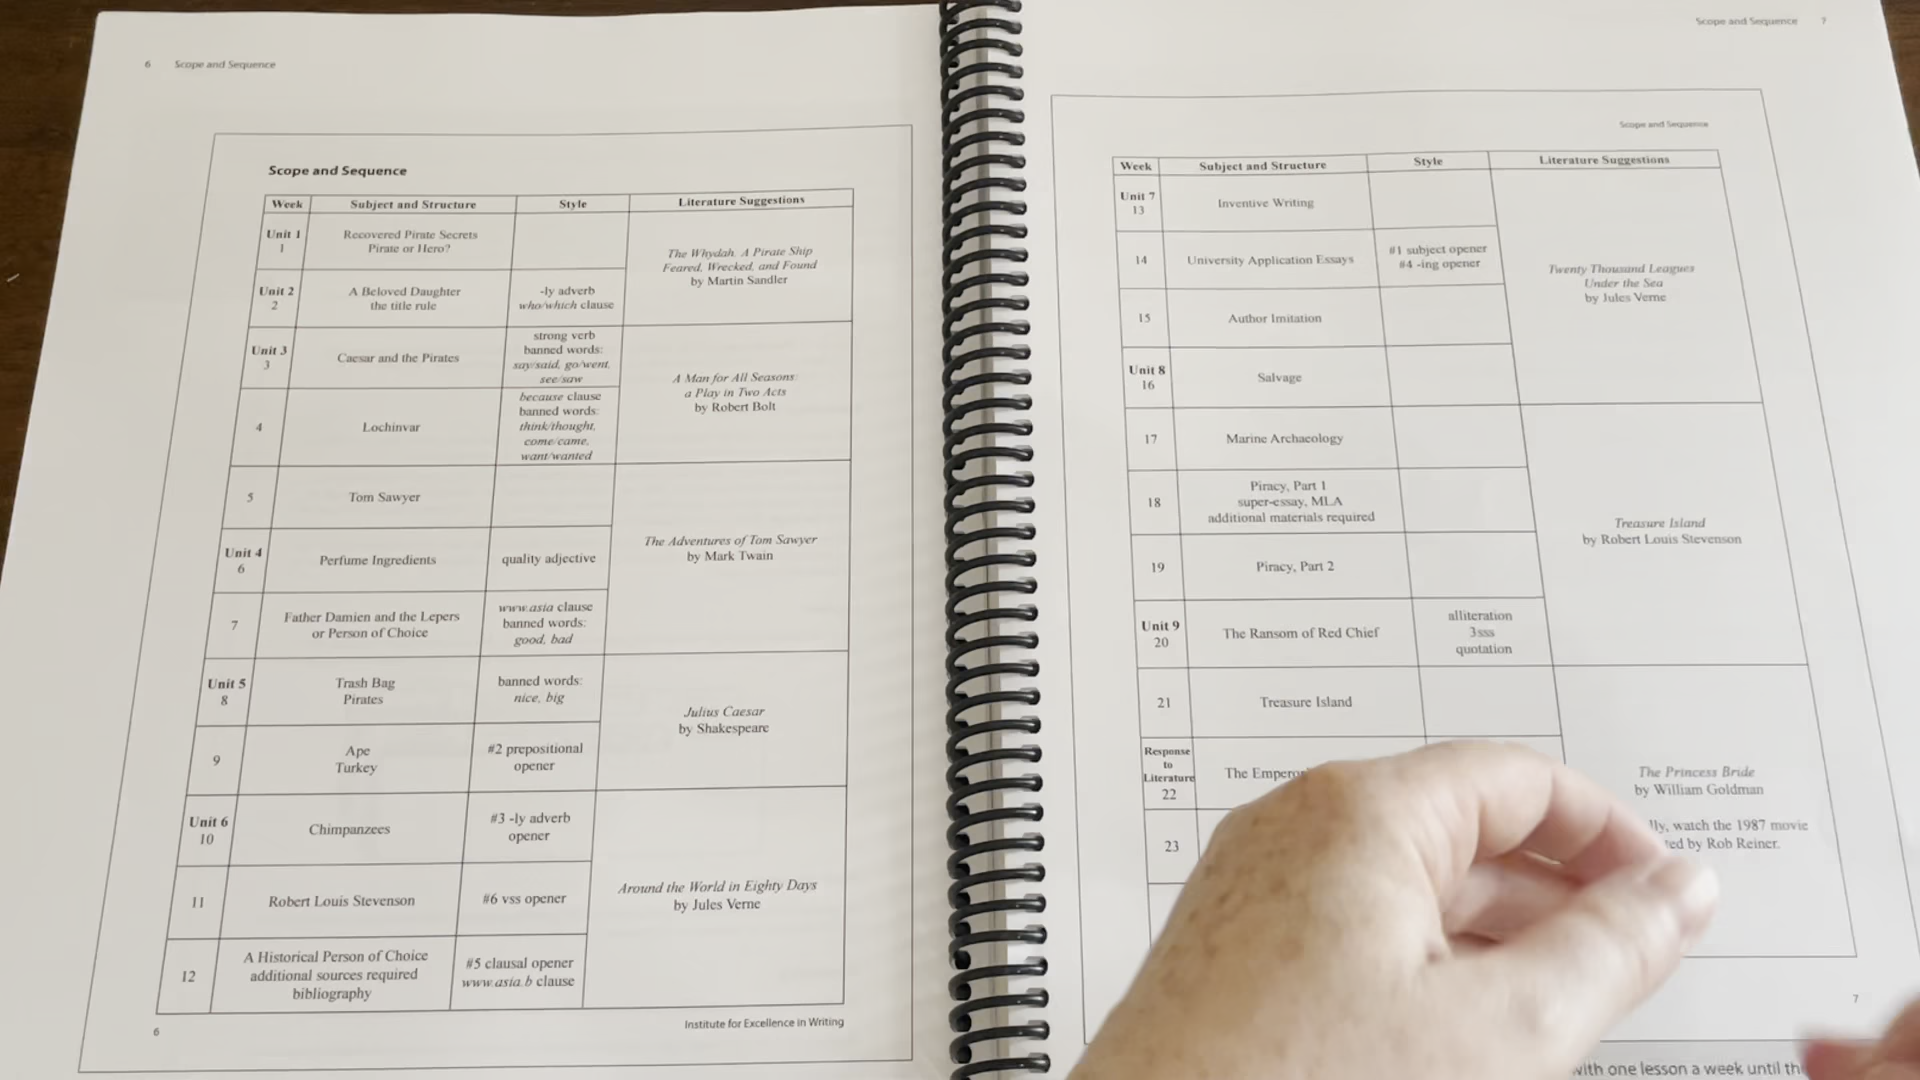 6 Scope and Sequence
Scope and Sequence
Week Subject and Structure Style Literature Suggestions
Unit 1
1
Recovered Pirate Secrets
Pirate or Hero?
The Whydah: A Pirate Ship
Feared, Wrecked, and Found
by Martin Sandler
Unit 2
2
A Beloved Daughter
the title rule
-ly adverb
who/which clause
Unit 3
3
Caesar and the Pirates
strong verb
banned words:
say/said, go/went,
see/saw
A Man for All Seasons:
a Play in Two Acts
by Robert Bolt
4
Lochinvar
because clause
banned words:
think/thought,
come/came,
want/wanted
5
Tom Sawyer
The Adventures of Tom Sawyer
by Mark Twain
Unit 4
6
Perfume Ingredients
quality adjective
7
Father Damien and the Lepers
or Person of Choice
www.asia clause
banned words:
good, bad
Unit 5
8
Trash Bag
Pirates
banned words:
nice, big
Julius Caesar
by Shakespeare
9
Ape
Turkey
#2 prepositional
opener
Unit 6
10
Chimpanzees
#3 -ly adverb
opener
Around the World in Eighty Days
by Jules Verne
11
Robert Louis Stevenson
#6 vss opener
12
A Historical Person of Choice
additional sources required
bibliography
#5 clausal opener
www.asia.b clause
6
Institute for Excellence in Writing
Scope and Sequence 7
Scope and Sequence
Week Subject and Structure Style Literature Suggestions
Unit 7
13
Inventive Writing
Twenty Thousand Leagues
Under the Sea
by Jules Verne
14
University Application Essays
#1 subject opener
#4 -ing opener
15
Author Imitation
Unit 8
16
Salvage
17
Marine Archaeology
Treasure Island
by Robert Louis Stevenson
18
Piracy, Part 1
super-essay, MLA
additional materials required
19
Piracy, Part 2
Unit 9
20
The Ransom of Red Chief
alliteration
3sss
quotation
21
Treasure Island
The Princess Bride
by William Goldman
lly, watch the 1987 movie
ted by Rob Reiner.
Response
to
Literature
22
The Emperor
23
7
with one lesson a week until th